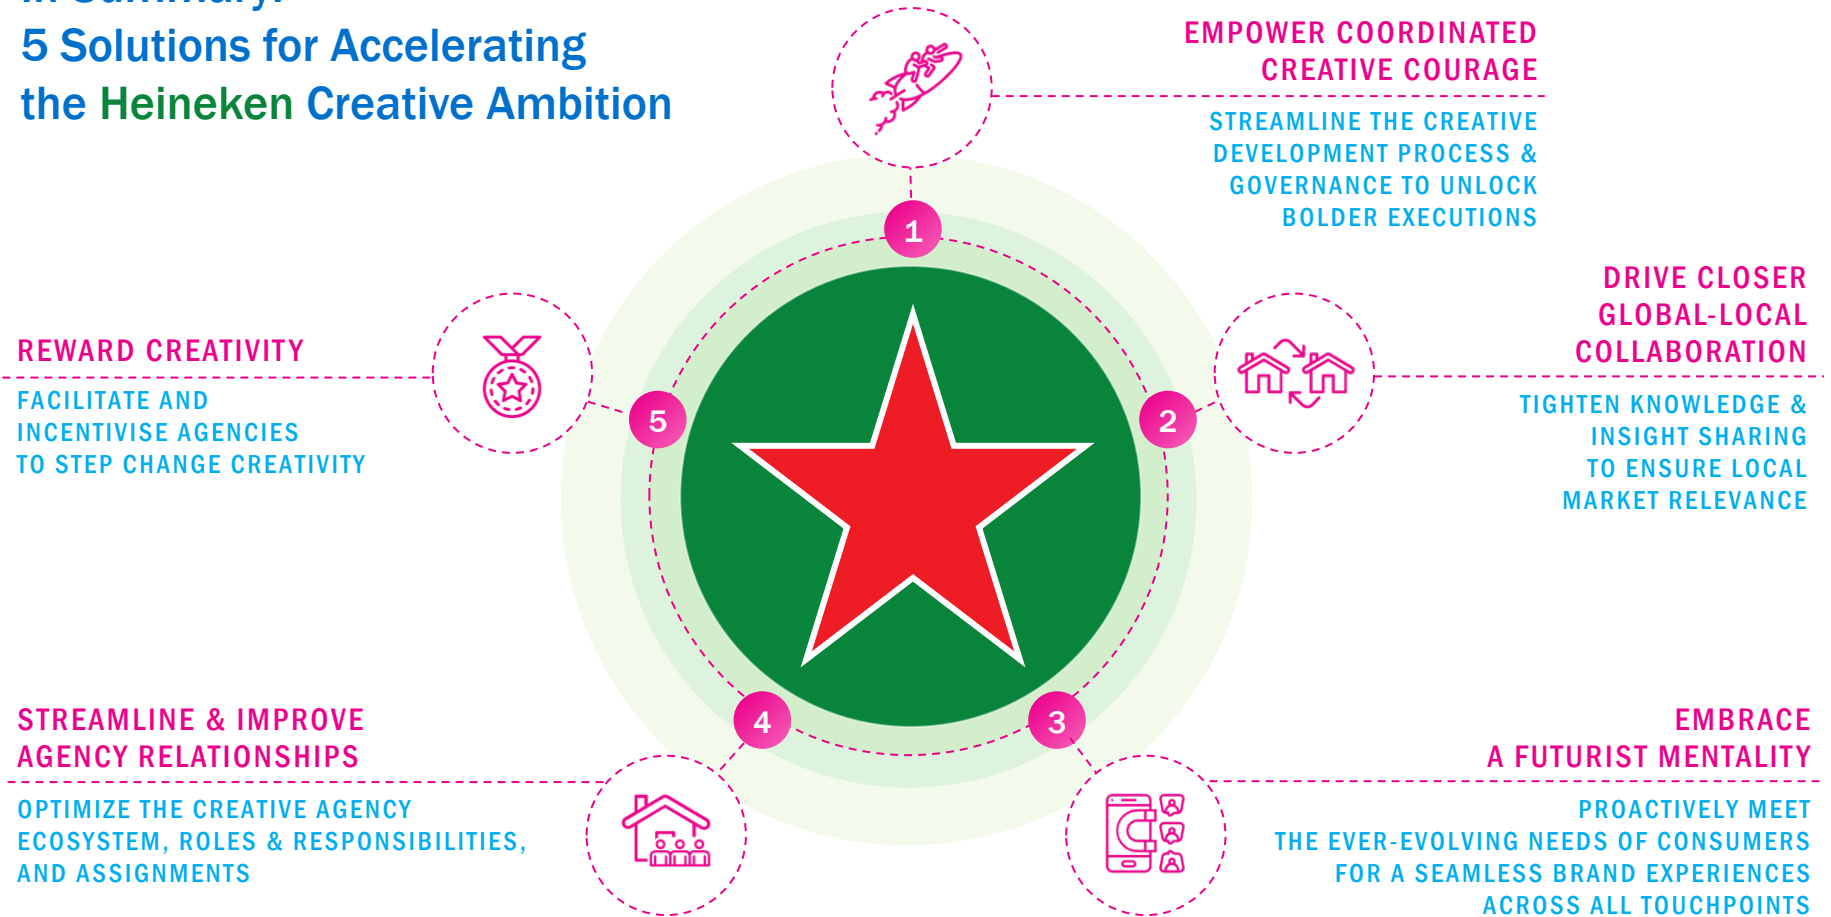 In Summary:
5 Solutions for Accelerating
the Heineken Creative Ambition
EMPOWER COORDINATED
CREATIVE COURAGE
STREAMLINE THE CREATIVE
DEVELOPMENT PROCESS &
GOVERNANCE TO UNLOCK
BOLDER EXECUTIONS
1
DRIVE CLOSER
GLOBAL-LOCAL
COLLABORATION
TIGHTEN KNOWLEDGE &
INSIGHT SHARING
TO ENSURE LOCAL
MARKET RELEVANCE
2
EMBRACE
A FUTURIST MENTALITY
PROACTIVELY MEET
THE EVER-EVOLVING NEEDS OF CONSUMERS
FOR A SEAMLESS BRAND EXPERIENCES
ACROSS ALL TOUCHPOINTS
3
STREAMLINE & IMPROVE
AGENCY RELATIONSHIPS
OPTIMIZE THE CREATIVE AGENCY
ECOSYSTEM, ROLES & RESPONSIBILITIES,
AND ASSIGNMENTS
4
REWARD CREATIVITY
FACILITATE AND
INCENTIVISE AGENCIES
TO STEP CHANGE CREATIVITY
5